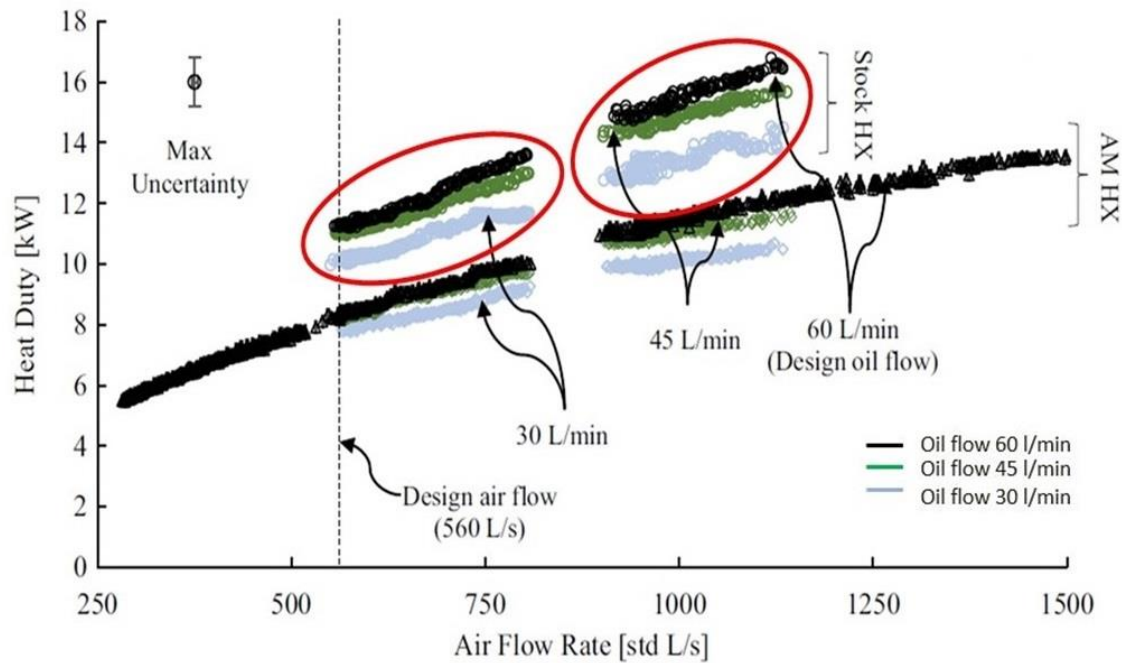 18
16
14
12
10
8
6
4
2
0
Heat Duty [kW]
Max
Uncertainty
Stock HX
AM HX
45 L/min
60 L/min
(Design oil flow)
30 L/min
Design air flow
(560 L/s)
Oil flow 60 l/min
Oil flow 45 l/min
Oil flow 30 l/min
250 500 750 1000 1250 1500
Air Flow Rate [std L/s]